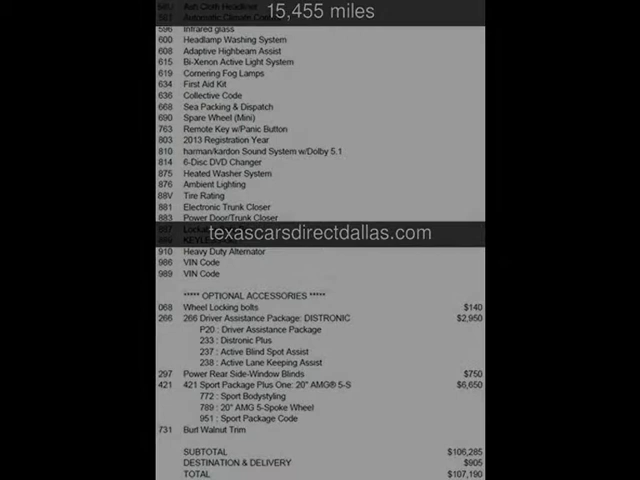 Ash Cloth Headliner
15,455 miles
Automatic Climate
596 Infrared glass
600 Headlamp Washing System
608 Adaptive Highbeam Assist
615 Bi-Xenon Active Light System
619 Cornering Fog Lamps
634 First Aid Kit
636 Collective Code
668 Sea Packing & Dispatch
690 Spare Wheel (Mini)
763 Remote Key w/Panic Button
803 2013 Registration Year
810 harman/kardon Sound System w/Dolby 5.1
814 6-Disc DVD Changer
875 Heated Washer System
876 Ambient Lighting
88V Tire Rating
881 Electronic Trunk Closer
883 Power Door/Trunk Closer
887
texascarsdirectdallas.com
910 Heavy Duty Alternator
986 VIN Code
989 VIN Code
***** OPTIONAL ACCESSORIES *****
068 Wheel Locking bolts $140
266 266 Driver Assistance Package: DISTRONIC $2,950
P20 : Driver Assistance Package
233 : Distronic Plus
237 : Active Blind Spot Assist
238 : Active Lane Keeping Assist
297 Power Rear Side-Window Blinds $750
421 421 Sport Package Plus One: 20" AMG® 5-S $6,650
772 : Sport Bodystyling
789 : 20" AMG 5-Spoke Wheel
951 : Sport Package Code
731 Burl Walnut Trim
SUBTOTAL $106,285
DESTINATION & DELIVERY $905
TOTAL $107,190